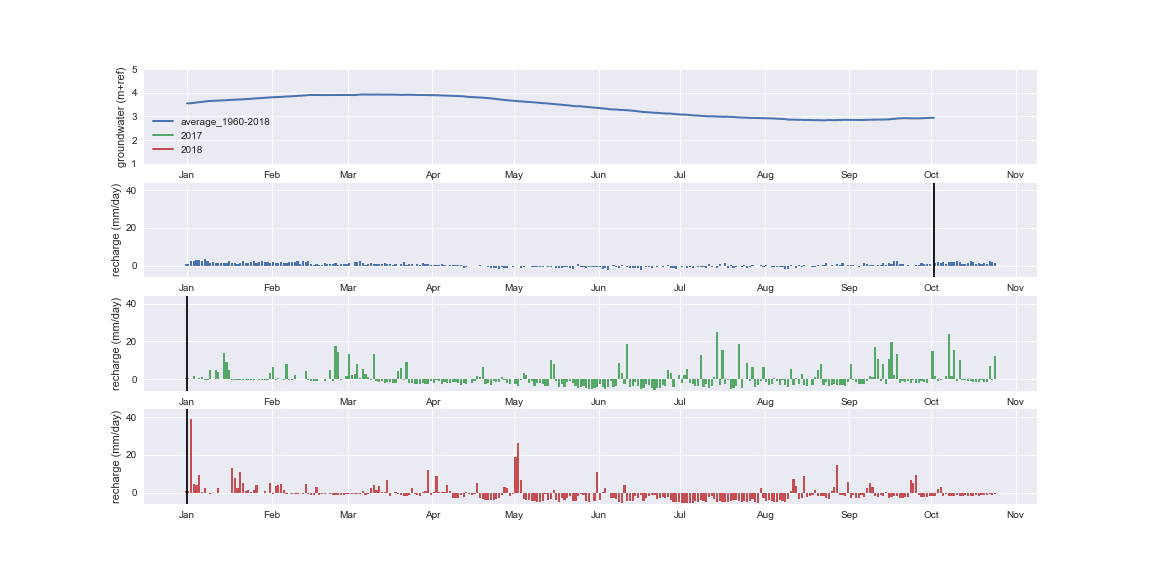 groundwater (m+ref)
5
4
3
2
1
average_1960-2018
2017
2018
Jan Feb Mar Apr May Jun Jul Aug Sep Oct Nov
recharge (mm/day)
40
20
0
Jan Feb Mar Apr May Jun Jul Aug Sep Oct Nov
recharge (mm/day)
40
20
0
Jan Feb Mar Apr May Jun Jul Aug Sep Oct Nov
recharge (mm/day)
40
20
0
Jan Feb Mar Apr May Jun Jul Aug Sep Oct Nov